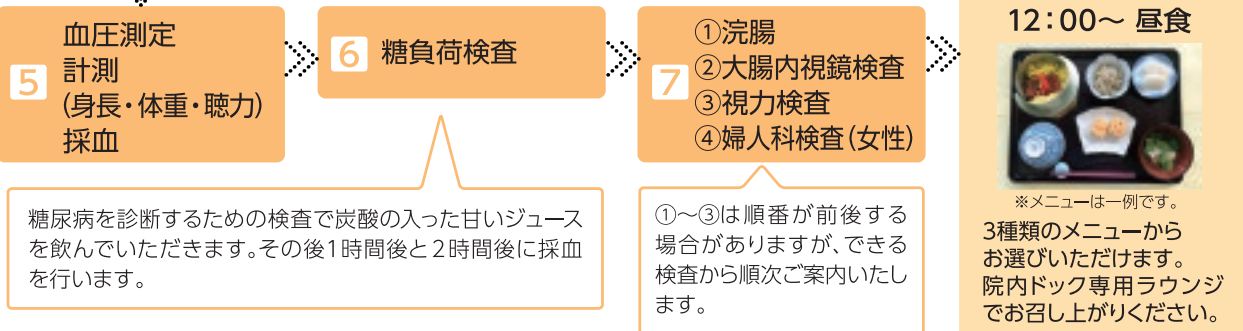 5
血圧測定
計測
(身長・体重・聴力)
採血
6 糖負荷検査
糖尿病を診断するための検査で炭酸の入った甘いジュース
を飲んでいただきます。その後1時間後と2時間後に採血
を行います。
7
①浣腸
②大腸内視鏡検査
③視力検査
④婦人科検査(女性)
①〜③は順番が前後する
場合がありますが、できる
検査から順次ご案内いたし
ます。
12:00〜 昼食
※メニューは一例です。
3種類のメニューから
お選びいただけます。
院内ドック専用ラウンジ
でお召し上がりください。